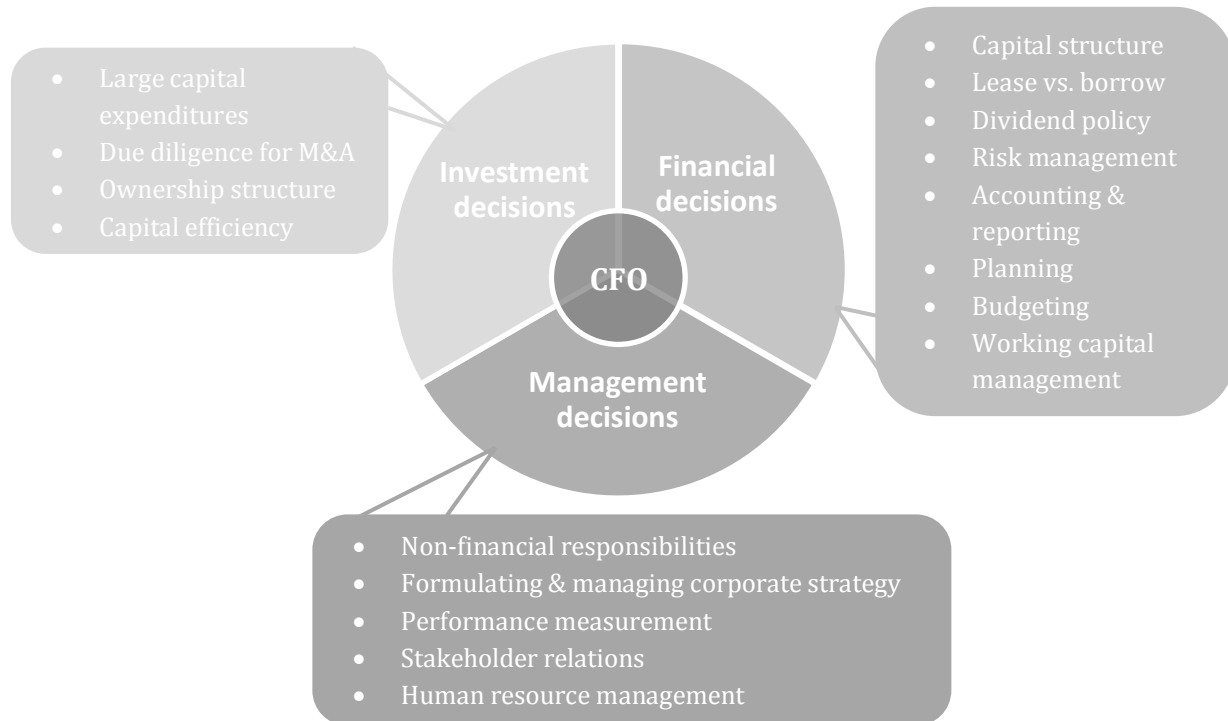 • Large capital
expenditures
• Due diligence for M&A
• Ownership structure
• Capital efficiency
Investment
decisions
Financial
decisions
CFO
Management
decisions
• Capital structure
• Lease vs. borrow
• Dividend policy
• Risk management
• Accounting &
reporting
• Planning
• Budgeting
• Working capital
management
• Non-financial responsibilities
• Formulating & managing corporate strategy
• Performance measurement
• Stakeholder relations
• Human resource management